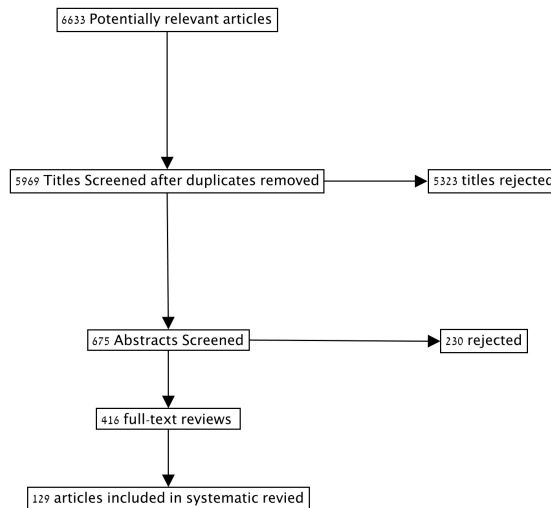 6633 Potentially relevant articles
5969 Titles Screened after duplicates removed
5323 titles rejected
675 Abstracts Screened
230 rejected
416 full-text reviews
129 articles included in systematic revied